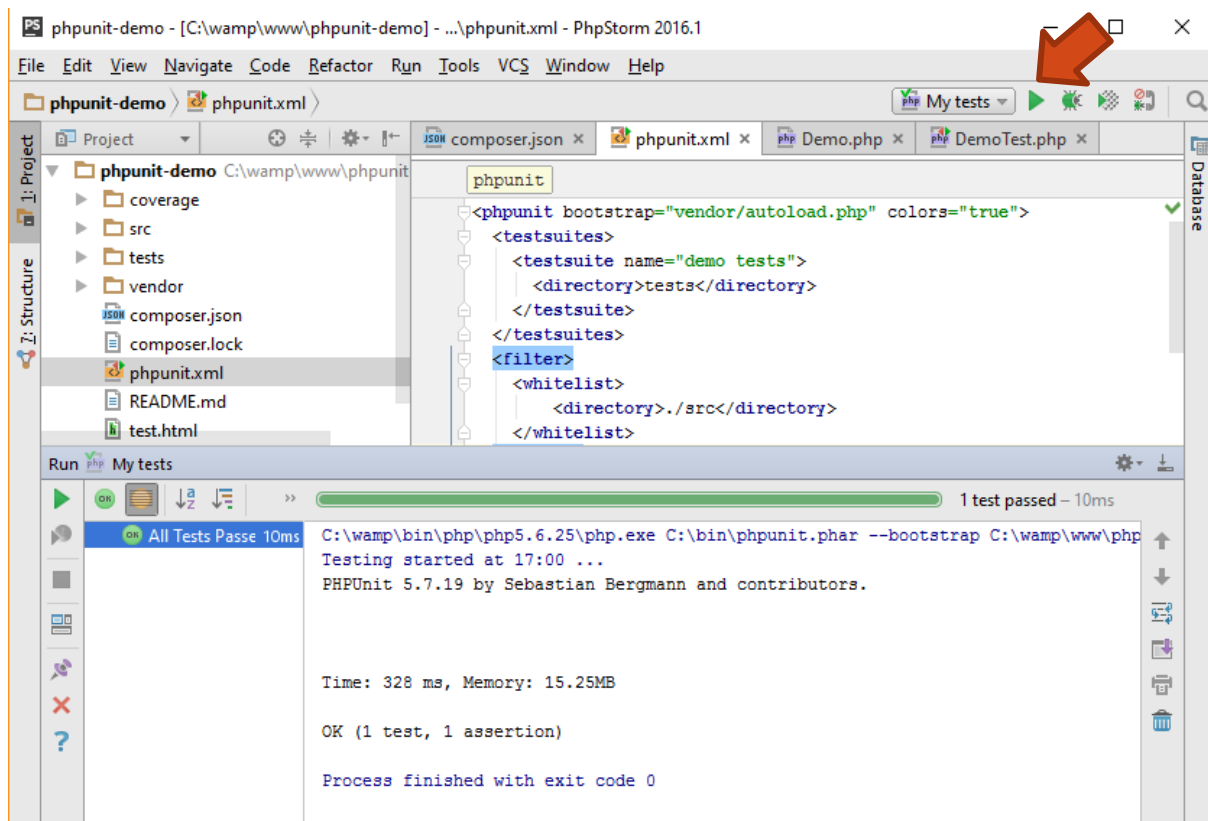 phpunit-demo - [C:\wamp\www\phpunit-demo] - ...\phpunit.xml - PhpStorm 2016.1
File Edit View Navigate Code Refactor Run Tools VCS Window Help
phpunit-demo phpunit.xml My tests
Project composer.json phpunit.xml Demo.php DemoTest.php
1: Project
7: Structure
Database
phpunit-demo C:\wamp\www\phpunit
coverage
src
tests
vendor
composer.json
composer.lock
phpunit.xml
README.md
test.html
phpunit
<phpunit bootstrap="vendor/autoload.php" colors="true">
<testsuites>
<testsuite name="demo tests">
<directory>tests</directory>
</testsuite>
</testsuites>
<filter>
<whitelist>
<directory>./src</directory>
</whitelist>
Run My tests
1 test passed – 10ms
All Tests Passe 10ms
C:\wamp\bin\php\php5.6.25\php.exe C:\bin\phpunit.phar --bootstrap C:\wamp\www\php
Testing started at 17:00 ...
PHPUnit 5.7.19 by Sebastian Bergmann and contributors.
Time: 328 ms, Memory: 15.25MB
OK (1 test, 1 assertion)
Process finished with exit code 0